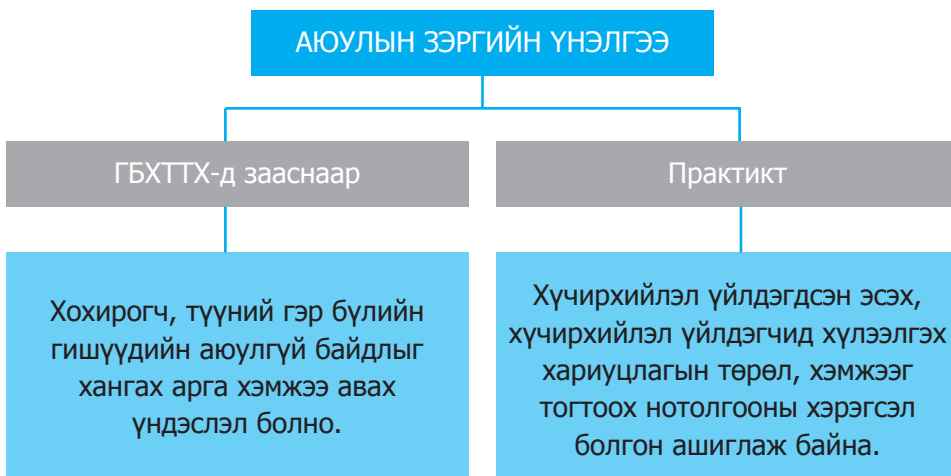 АЮУЛЫН ЗЭРГИЙН ҮНЭЛГЭЭ
ГБХТТХ-д зааснаар
Хохирогч, түүний гэр бүлийн
гишүүдийн аюулгүй байдлыг
хангах арга хэмжээ авах
үндэслэл болно.
Практикт
Хүчирхийлэл үйлдэгдсэн эсэх,
хүчирхийлэл үйлдэгчид хүлээлгэх
хариуцлагын төрөл, хэмжээг
тогтоох нотолгооны хэрэгсэл
болгон ашиглаж байна.